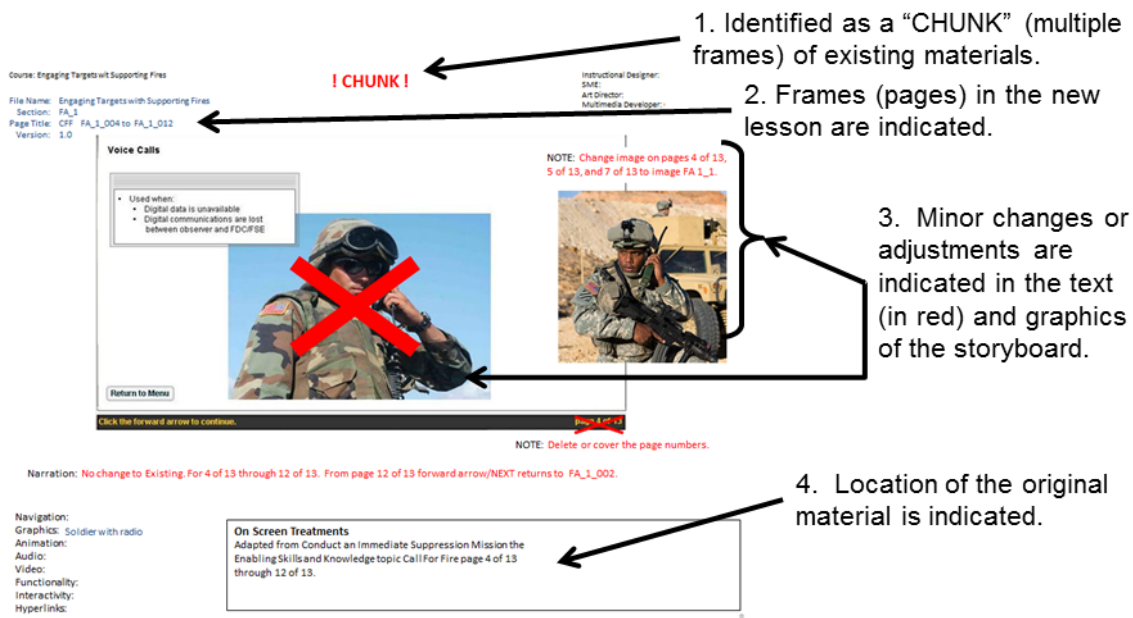 1. Identified as a “CHUNK” (multiple
frames) of existing materials.
Course: Engaging Targets wit Supporting Fires
! CHUNK !
Instructional Designer:
SME:
Art Director:
Multimedia Developer:
File Name: Engaging Targets with Supporting Fires
Section: FA_1
Page Title: CFF FA_1_004 to FA_1_012
Version: 1.0
2. Frames (pages) in the new
lesson are indicated.
Voice Calls
NOTE: Change image on pages 4 of 13,
5 of 13, and 7 of 13 to image FA 1_1.
• Used when:
• Digital data is unavailable
• Digital communications are lost
between observer and FDC/FSE
3. Minor changes or
adjustments are
indicated in the text
(in red) and graphics
of the storyboard.
Return to Menu
Click the forward arrow to continue.
page 4 of 13
NOTE: Delete or cover the page numbers.
Narration: No change to Existing. For 4 of 13 through 12 of 13. From page 12 of 13 forward arrow/NEXT returns to FA_1_002.
4. Location of the original
material is indicated.
Navigation:
Graphics: Soldier with radio
Animation:
Audio:
Video:
Functionality:
Interactivity:
Hyperlinks:
On Screen Treatments
Adapted from Conduct an Immediate Suppression Mission the
Enabling Skills and Knowledge topic Call For Fire page 4 of 13
through 12 of 13.